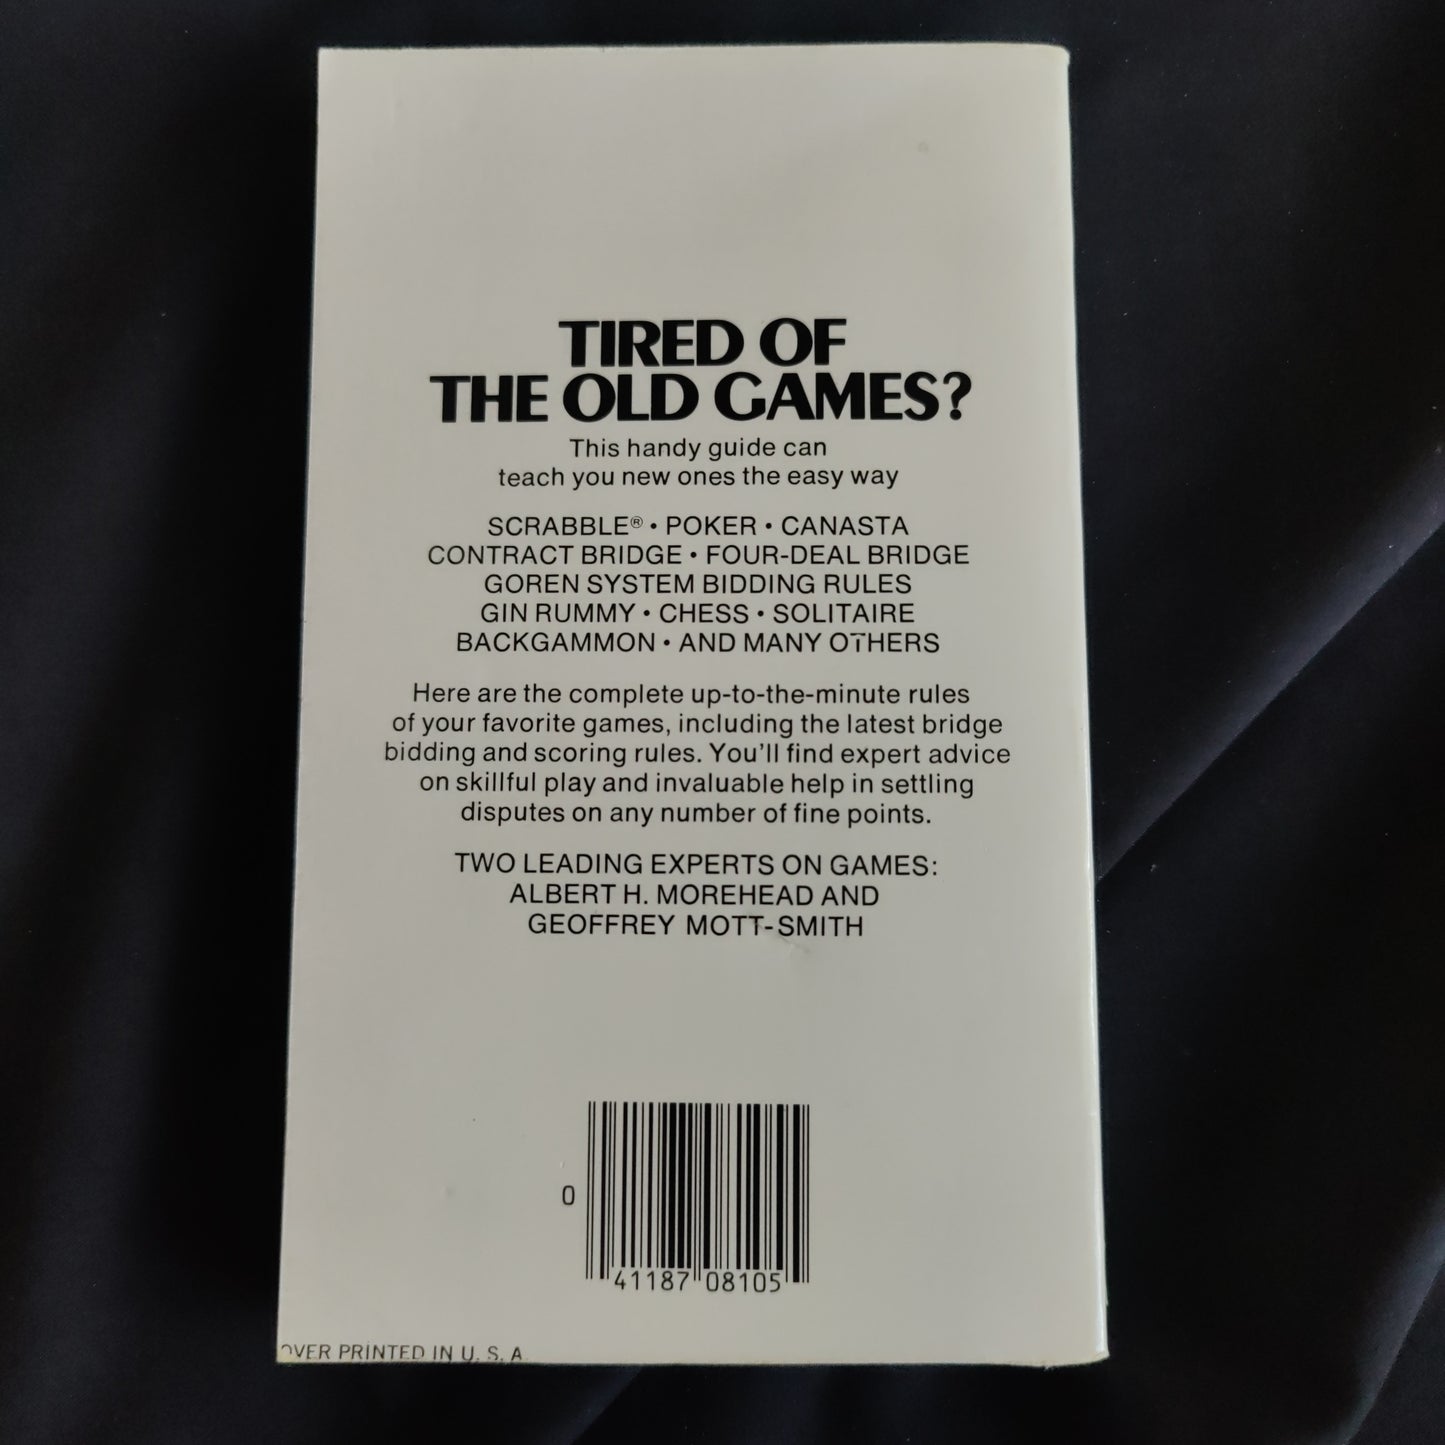 TIRED OF
THE OLD GAMES?
This handy guide can
teach you new ones the easy way
SCRABBLE® • POKER • CANASTA
CONTRACT BRIDGE • FOUR-DEAL BRIDGE
GOREN SYSTEM BIDDING RULES
GIN RUMMY • CHESS • SOLITAIRE
BACKGAMMON • AND MANY OTHERS
Here are the complete up-to-the-minute rules
of your favorite games, including the latest bridge
bidding and scoring rules. You'll find expert advice
on skillful play and invaluable help in settling
disputes on any number of fine points.
TWO LEADING EXPERTS ON GAMES:
ALBERT H. MOREHEAD AND
GEOFFREY MOTT-SMITH
0
41187 08105
OVER PRINTED IN U. S. A